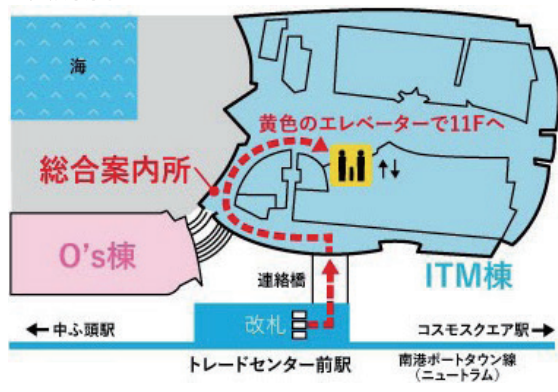 海
黄色のエレベーターで11Fへ
総合案内所
O's棟
連絡橋
ITM棟
改札
← 中ふ頭駅
コスモスクエア駅 →
トレードセンター前駅
南港ポートタウン線
（ニュートラム）